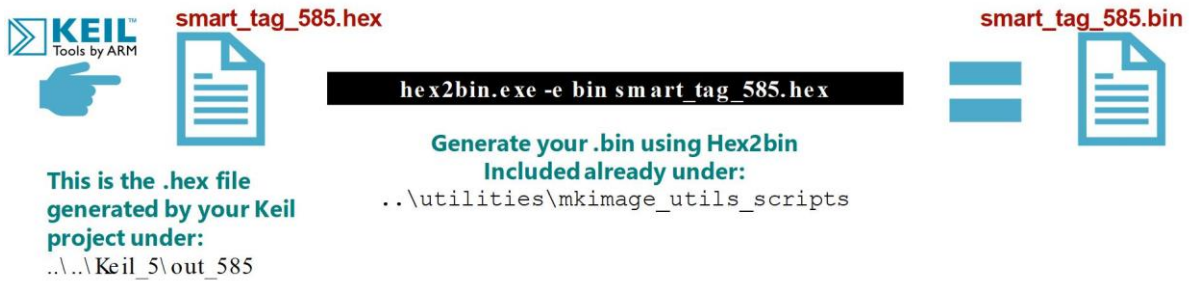 KEIL™
Tools by ARM
smart_tag_585.hex
This is the .hex file
generated by your Keil
project under:
..\..\Keil_5\out_585
hex2bin.exe -e bin smart_tag_585.hex
Generate your .bin using Hex2bin
Included already under:
..\utilities\mkimage_utils_scripts
smart_tag_585.bin